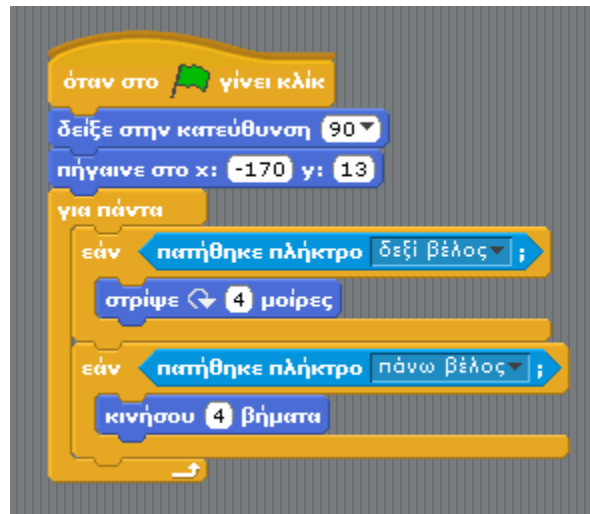 όταν στο γίνει κλίκ
δείξε στην κατεύθυνση 90
πήγαινε στο x: -170 y: 13
για πάντα
εάν πατήθηκε πλήκτρο δεξί βέλος ;
στρίψε 4 μοίρες
εάν πατήθηκε πλήκτρο πάνω βέλος ;
κινήσου 4 βήματα